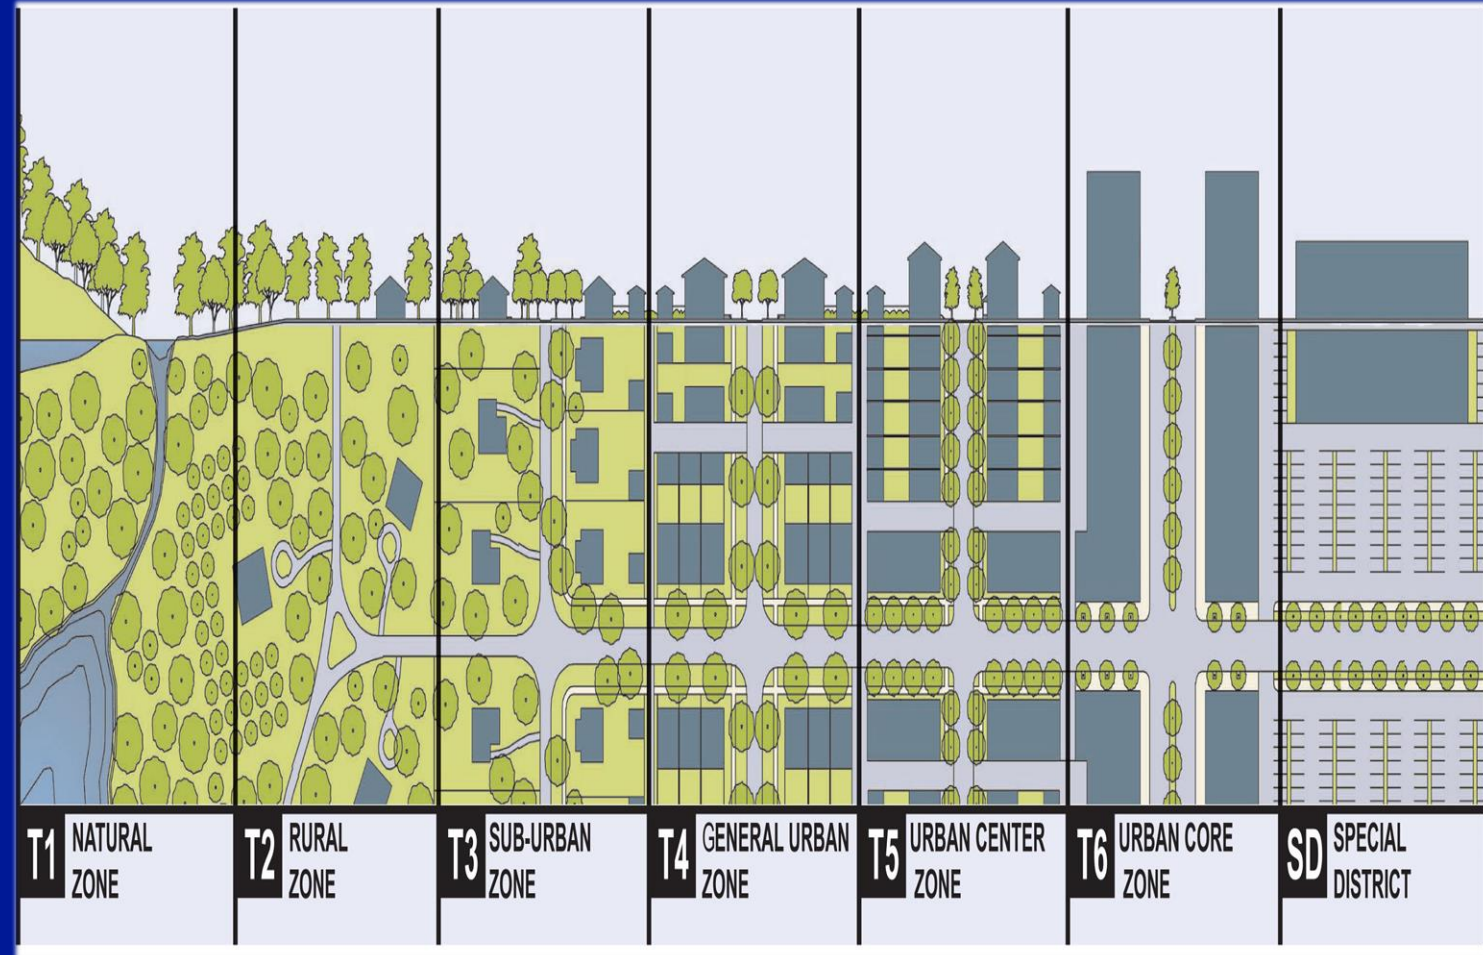 T1 NATURAL
ZONE
T2 RURAL
ZONE
T3 SUB-URBAN
ZONE
T4 GENERAL URBAN
ZONE
T5 URBAN CENTER
ZONE
T6 URBAN CORE
ZONE
SD SPECIAL
DISTRICT